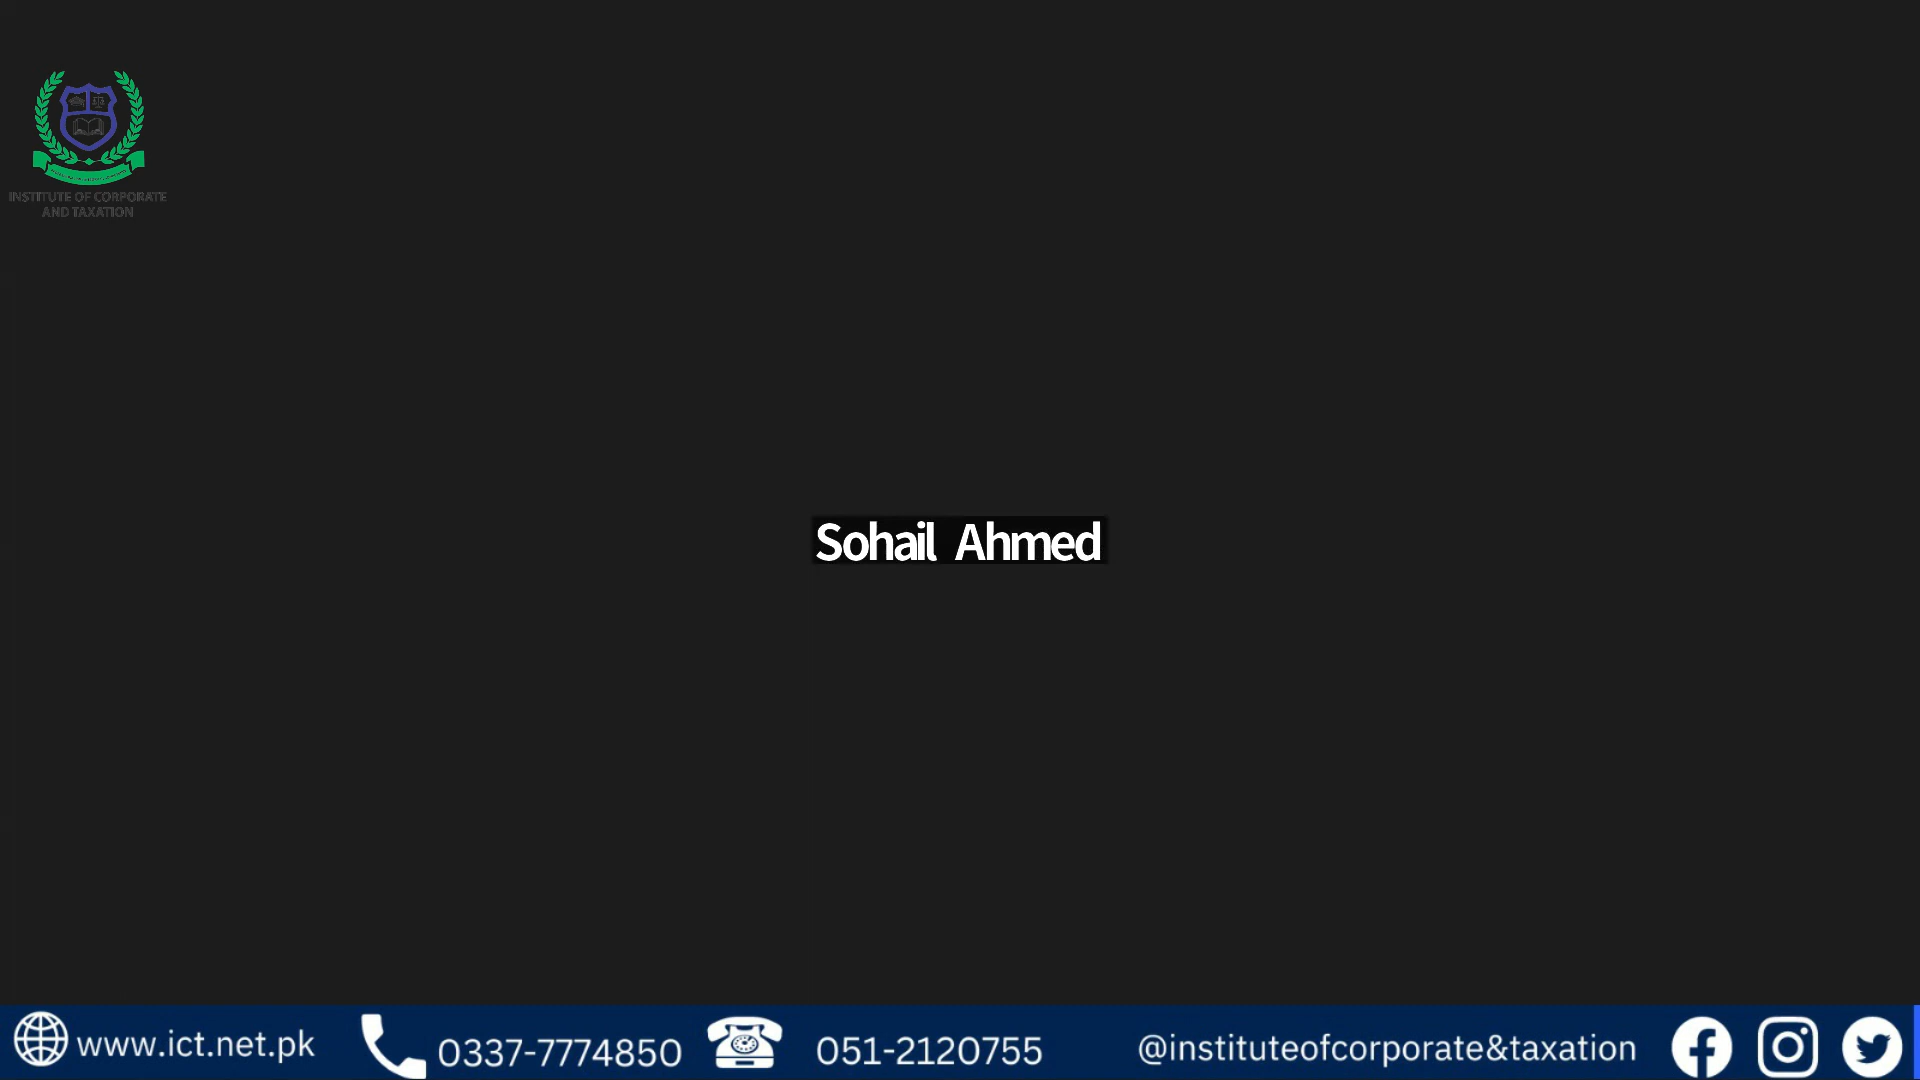 INSTITUTE OF CORPORATE
AND TAXATION
Sohail Ahmed
www.ict.net.pk
0337-7774850
051-2120755
@instituteofcorporate&taxation